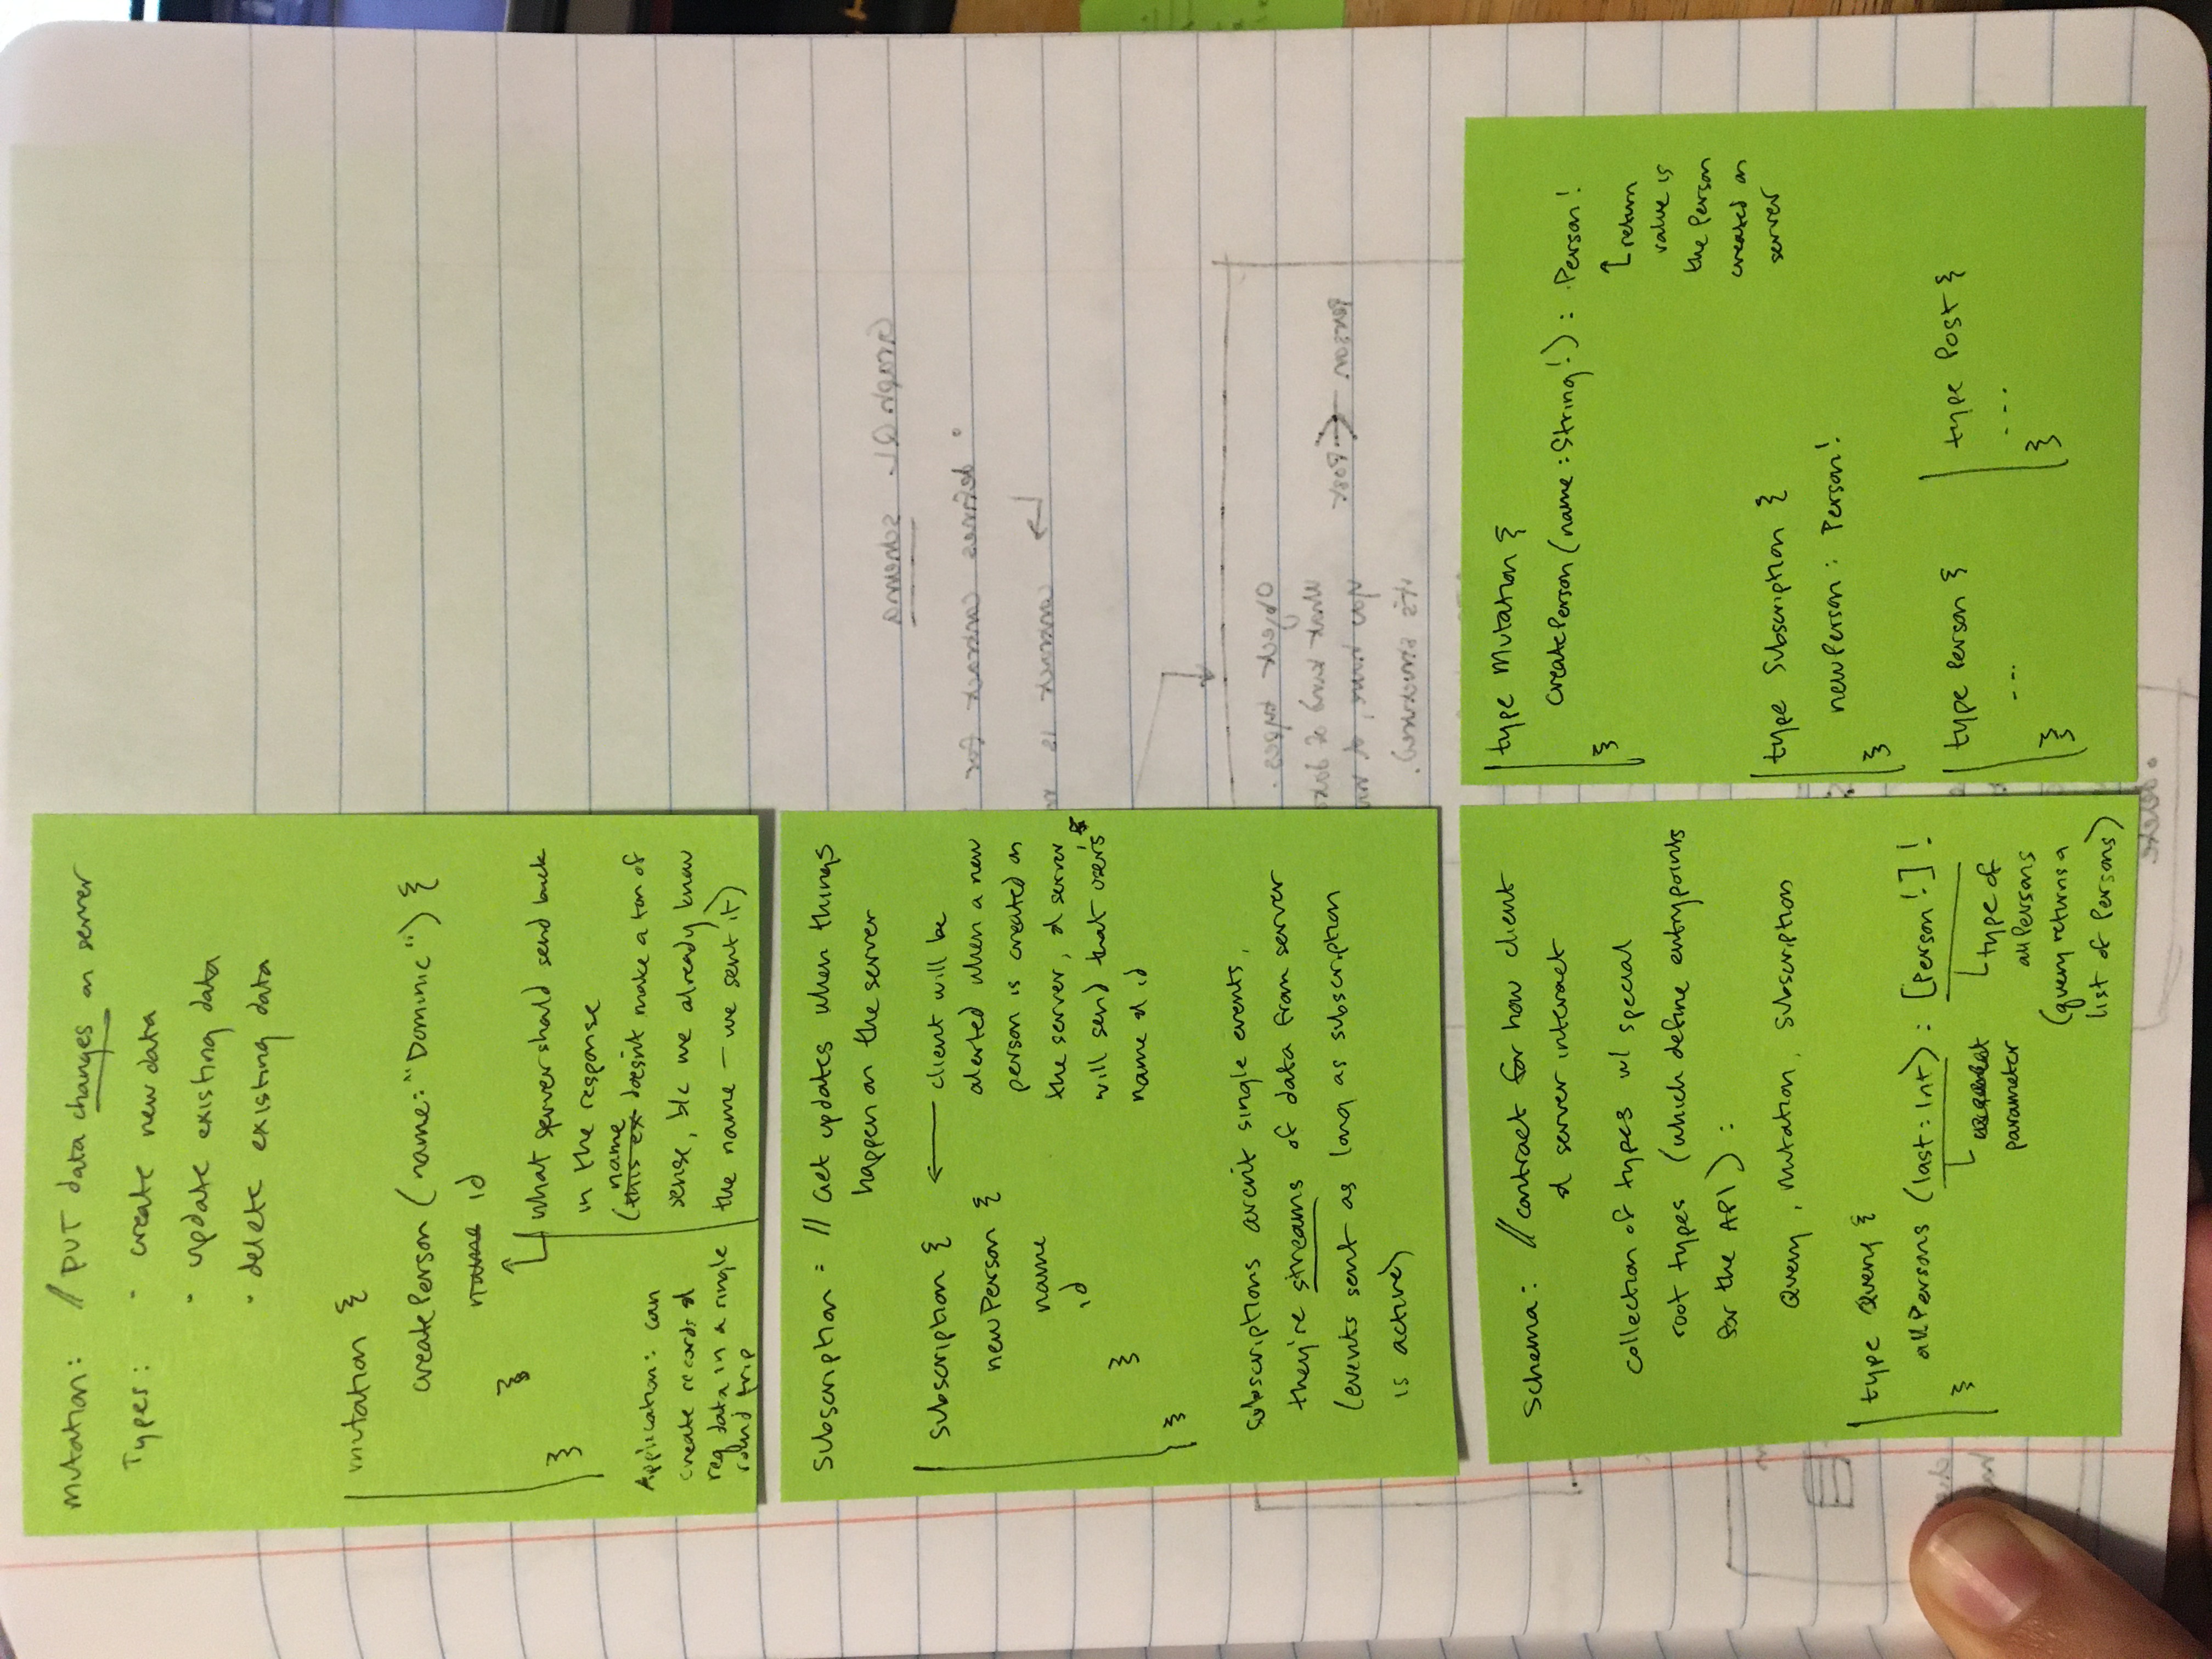 Mutation: // PUT data changes on server
Types: • create new data
• update existing data
• delete existing data
mutation {
createPerson (name: "Dominic") {
name id
}
}
what server should send back
in the response
name
(this ex doesn't make a ton of
sense, b/c we already know
the name — we sent it)
Application: can
create records &
req data in a single
round trip
Subscription: // Get updates when things
happen on the server
subscription {
newPerson {
name
id
}
}
← client will be
alerted when a new
person is created on
the server, & server
will send that user's
name & id
Subscriptions aren't single events,
they're streams of data from server
(events sent as long as subscription
is active)
Schema: // contract for how client
& server interact
collection of types w/ special
root types (which define entrypoints
for the API):
Query, Mutation, Subscription
type Query {
allPersons (last: Int): [Person!]!
}
parameter
type of
allPersons
(query returns a
list of Persons)
type Mutation {
createPerson (name: String!): Person!
}
return
value is
the Person
created on
server
type Subscription {
newPerson: Person!
}
type Person {
...
}
type Post {
...
}
GraphQL schema
• defines contract for
↳ contract is
Object types.
what kind of
you have, &
it's structured.
Person ← Post
• delete